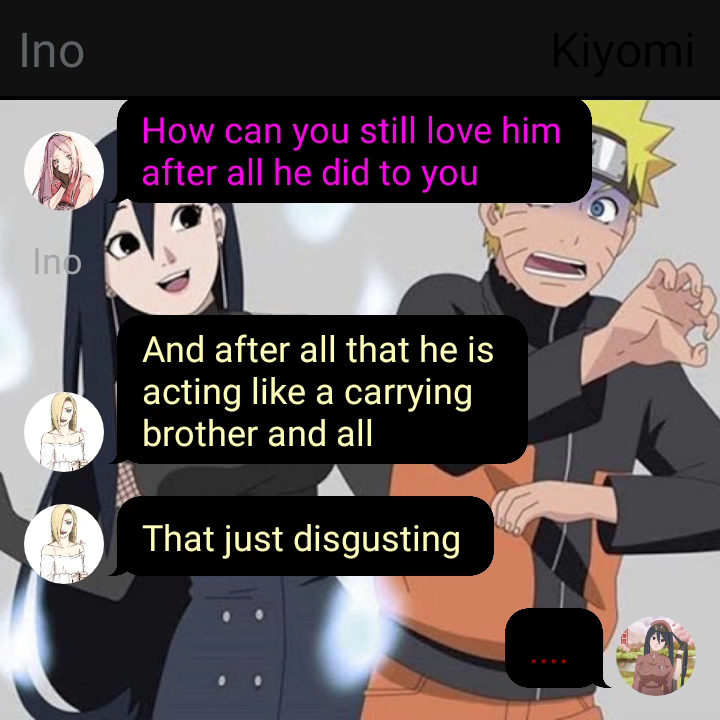 Ino Kiyomi
How can you still love him
after all he did to you
Ino
And after all that he is
acting like a carrying
brother and all
That just disgusting
....